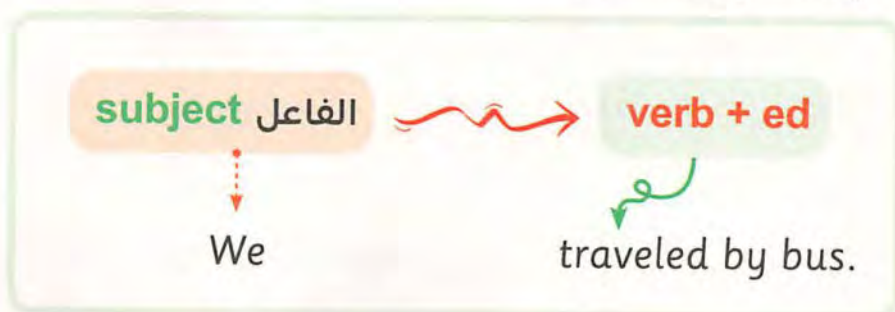 subject الفاعل verb + ed
We traveled by bus.